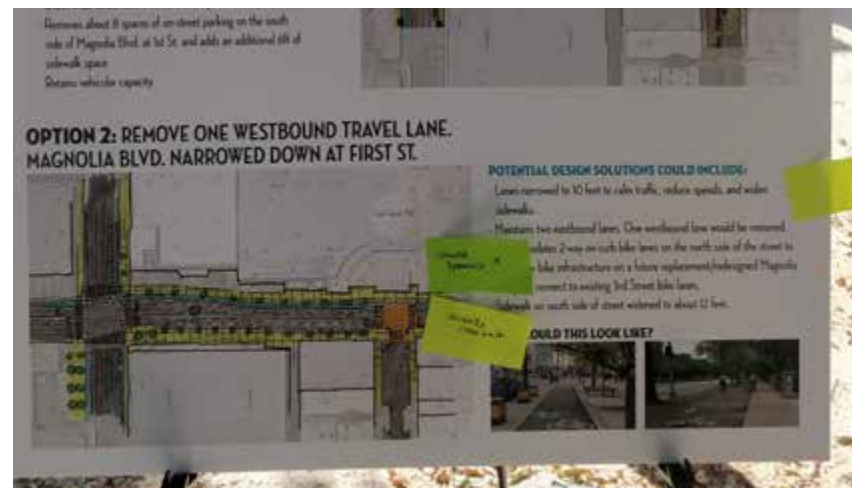 Removes about 8 spaces of on-street parking on the south
side of Magnolia Blvd. at 1st St. and adds an additional 6ft of
sidewalk space
Retains vehicular capacity
OPTION 2: REMOVE ONE WESTBOUND TRAVEL LANE.
MAGNOLIA BLVD. NARROWED DOWN AT FIRST ST.
POTENTIAL DESIGN SOLUTIONS COULD INCLUDE:
Lanes narrowed to 10 feet to calm traffic, reduce speeds, and widen
sidewalks.
Maintains two eastbound lanes. One westbound lane would be removed.
2-way on-curb bike lanes on the north side of the street to
bike infrastructure on a future replacement/redesigned Magnolia
connect to existing 3rd Street bike lanes.
Sidewalk on south side of street widened to about 12 feet.
OULD THIS LOOK LIKE?